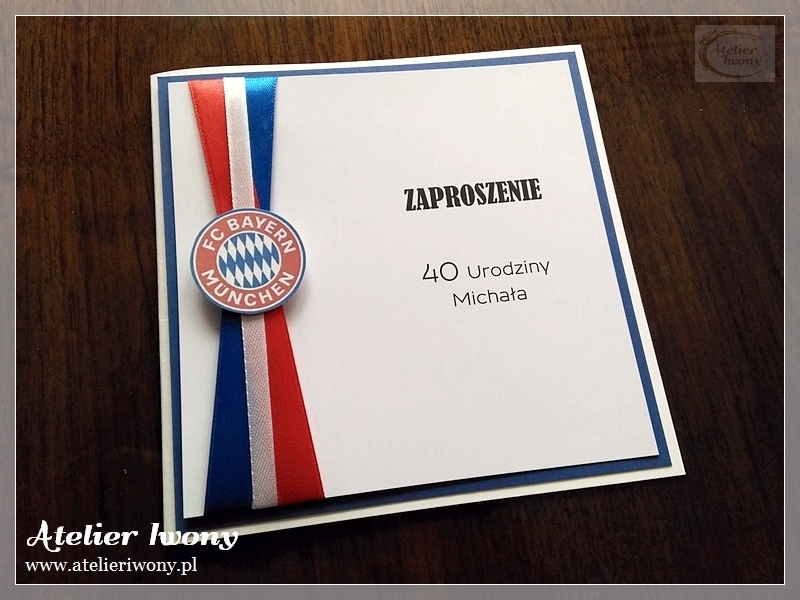 Atelier
Iwony
ZAPROSZENIE
40 Urodziny
Michała
FC BAYERN
MÜNCHEN
Atelier Iwony
www.atelieriwony.pl